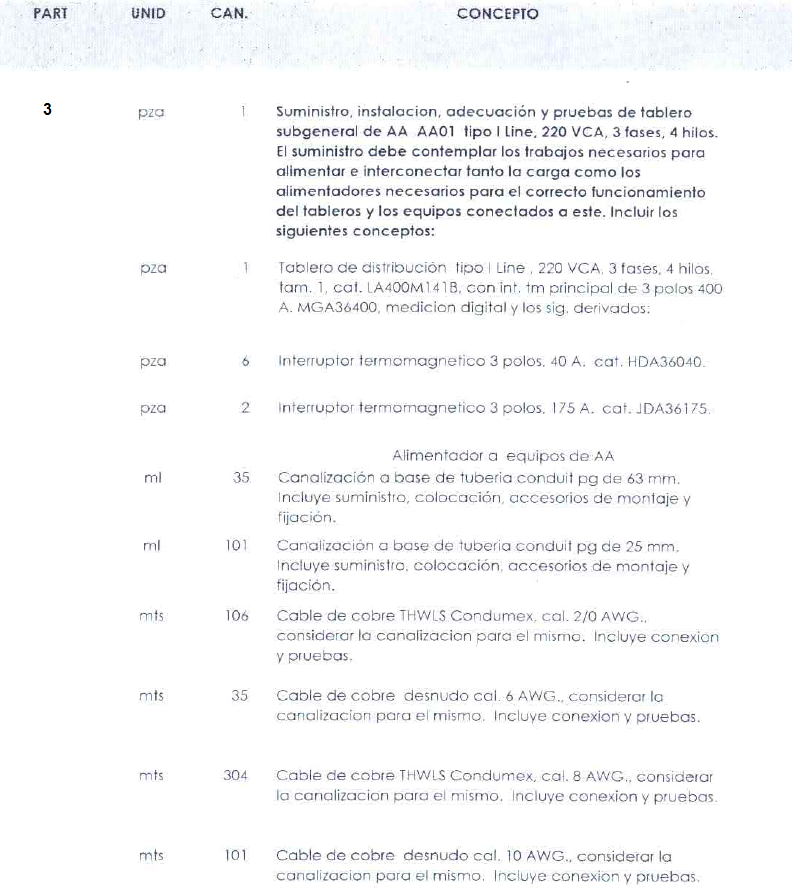 PART UNID CAN. CONCEPTO
3 pza 1 Suministro, instalacion, adecuación y pruebas de tablero
subgeneral de AA AA01 tipo I Line, 220 VCA, 3 fases, 4 hilos.
El suministro debe contemplar los trabajos necesarios para
alimentar e interconectar tanto la carga como los
alimentadores necesarios para el correcto funcionamiento
del tableros y los equipos conectados a este. Incluir los
siguientes conceptos:
pza 1 Tablero de distribución tipo I Line , 220 VCA, 3 fases, 4 hilos,
tam. 1, cat. LA400M141B, con int. tm principal de 3 polos 400
A. MGA36400, medicion digital y los sig. derivados:
pza 6 Interruptor termomagnetico 3 polos, 40 A. cat. HDA36040.
pza 2 Interruptor termomagnetico 3 polos, 175 A. cat. JDA36175.
Alimentador a equipos de AA
ml 35 Canalización a base de tuberia conduit pg de 63 mm.
Incluye suministro, colocación, accesorios de montaje y
fijación.
ml 101 Canalización a base de tuberia conduit pg de 25 mm.
Incluye suministro, colocación, accesorios de montaje y
fijación.
mts 106 Cable de cobre THWLS Condumex, cal. 2/0 AWG.,
considerar la canalizacion para el mismo. Incluye conexion
y pruebas.
mts 35 Cable de cobre desnudo cal. 6 AWG., considerar la
canalizacion para el mismo. Incluye conexion y pruebas.
mts 304 Cable de cobre THWLS Condumex, cal. 8 AWG., considerar
la canalizacion para el mismo. Incluye conexion y pruebas.
mts 101 Cable de cobre desnudo cal. 10 AWG., considerar la
canalizacion para el mismo. Incluye conexion y pruebas.